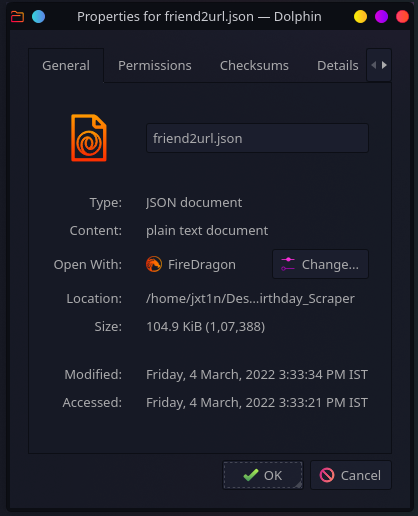 Properties for friend2url.json — Dolphin
General Permissions Checksums Details
friend2url.json
Type: JSON document
Content: plain text document
Open With: FireDragon Change...
Location: /home/jxt1n/Des...irthday_Scraper
Size: 104.9 KiB (1,07,388)
Modified: Friday, 4 March, 2022 3:33:34 PM IST
Accessed: Friday, 4 March, 2022 3:33:21 PM IST
OK Cancel